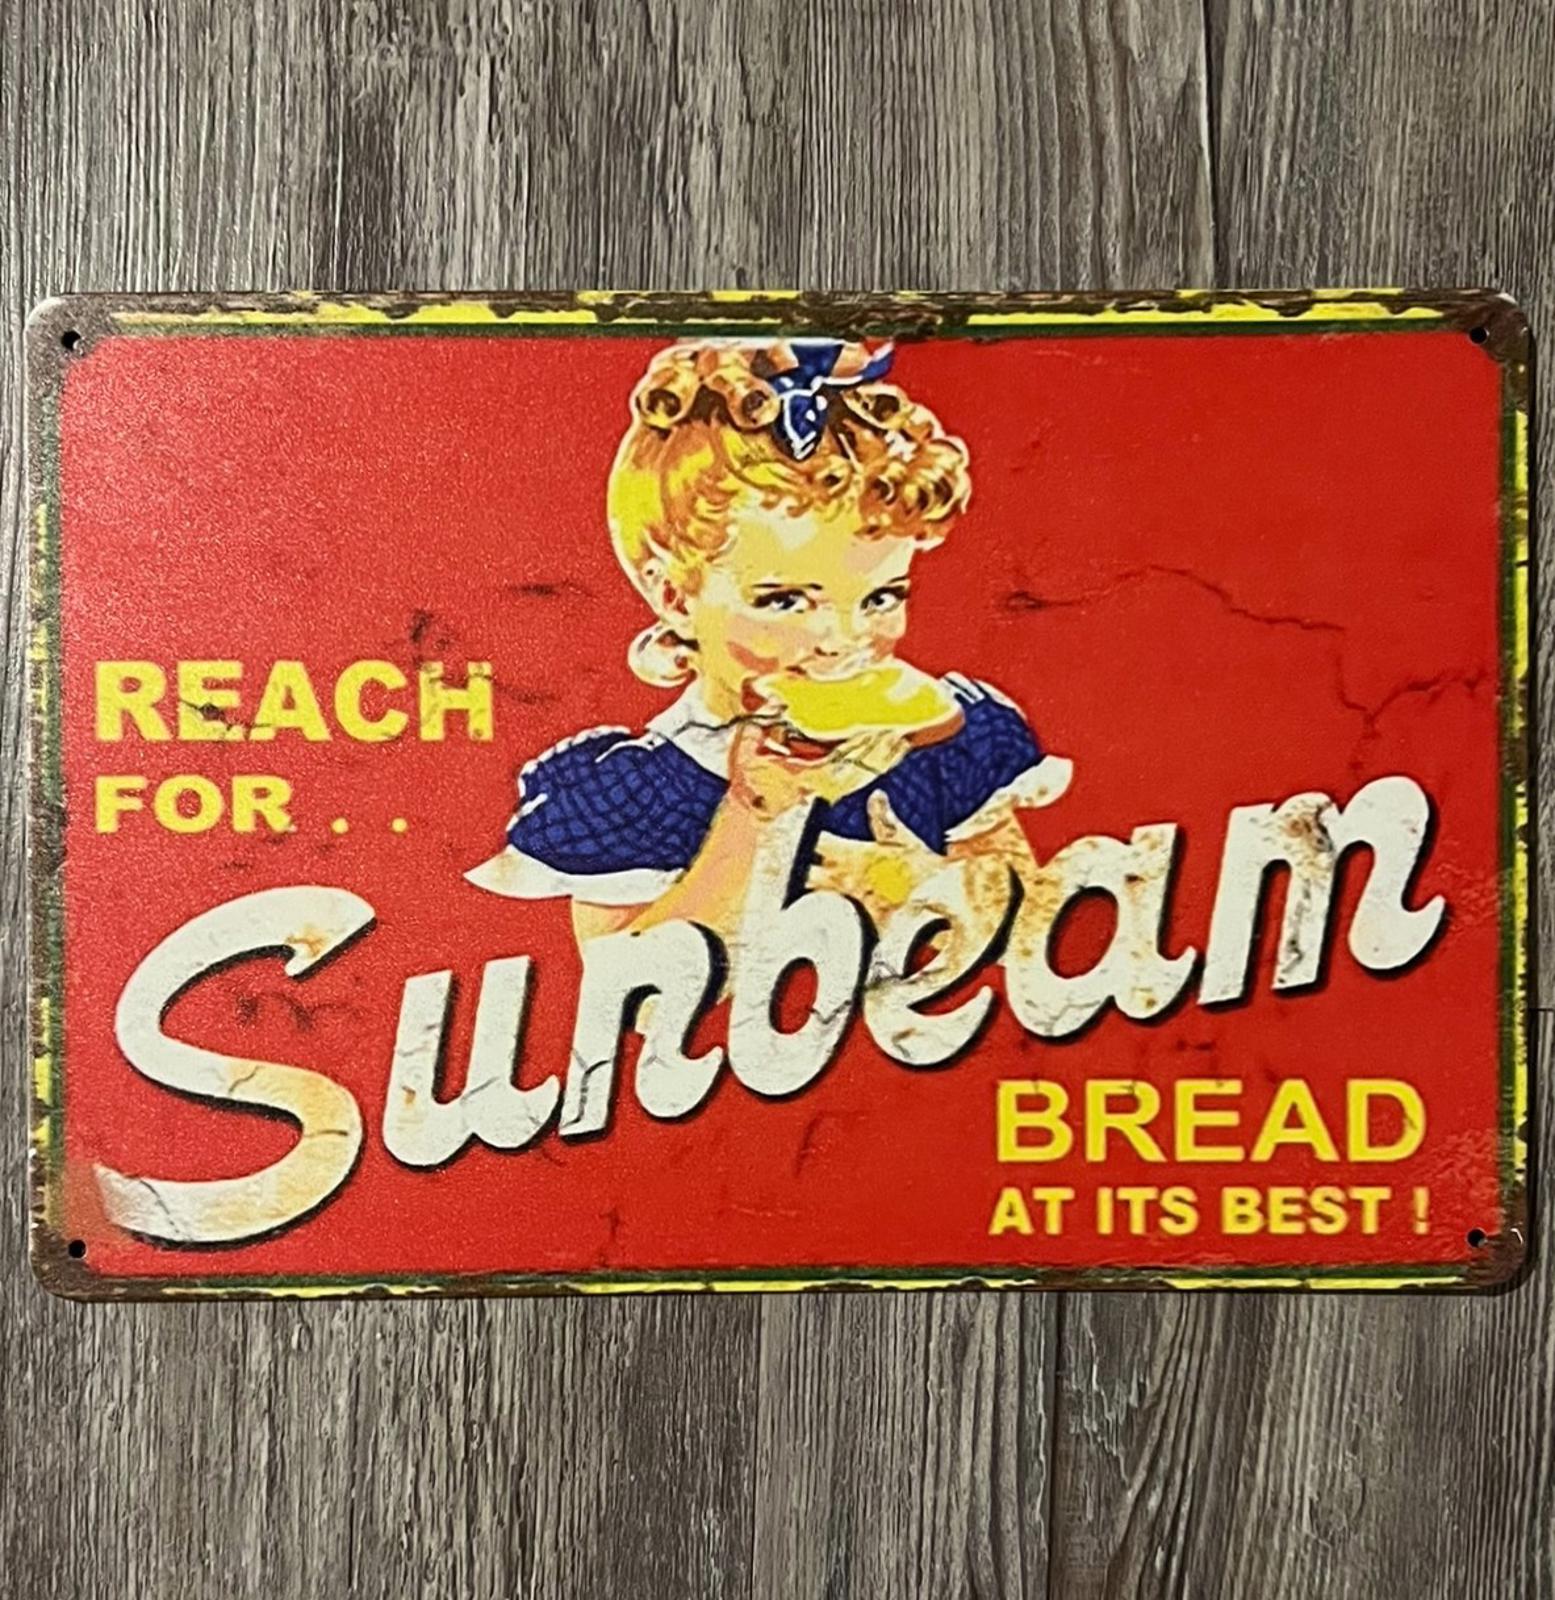 REACH
FOR . .
Sunbeam
BREAD
AT ITS BEST !